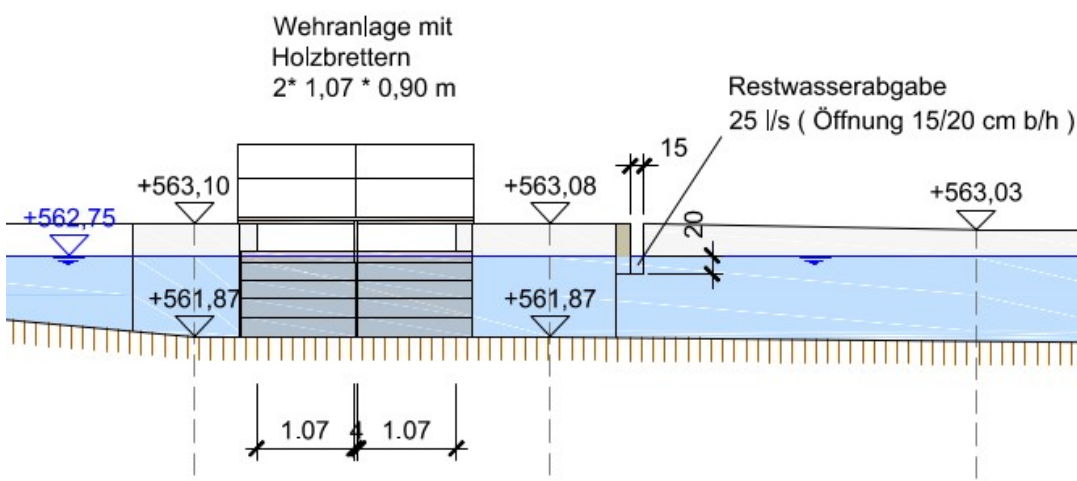 Wehranlage mit
Holzbrettern
2* 1,07 * 0,90 m
Restwasserabgabe
25 l/s ( Öffnung 15/20 cm b/h )
15
+563,10
+563,08
+563,03
+562,75
20
+561,87
+561,87
1.07
4
1.07